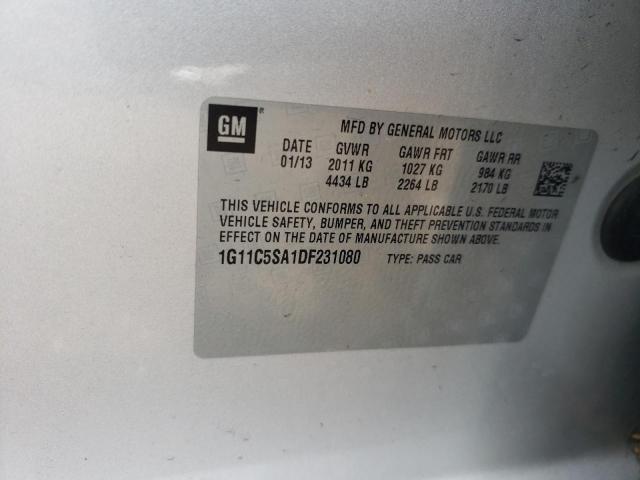 GM
MFD BY GENERAL MOTORS LLC
DATE GVWR GAWR FRT GAWR RR
01/13 2011 KG 1027 KG 984 KG
4434 LB 2264 LB 2170 LB
THIS VEHICLE CONFORMS TO ALL APPLICABLE U.S. FEDERAL MOTOR
VEHICLE SAFETY, BUMPER, AND THEFT PREVENTION STANDARDS IN
EFFECT ON THE DATE OF MANUFACTURE SHOWN ABOVE.
1G11C5SA1DF231080 TYPE: PASS CAR